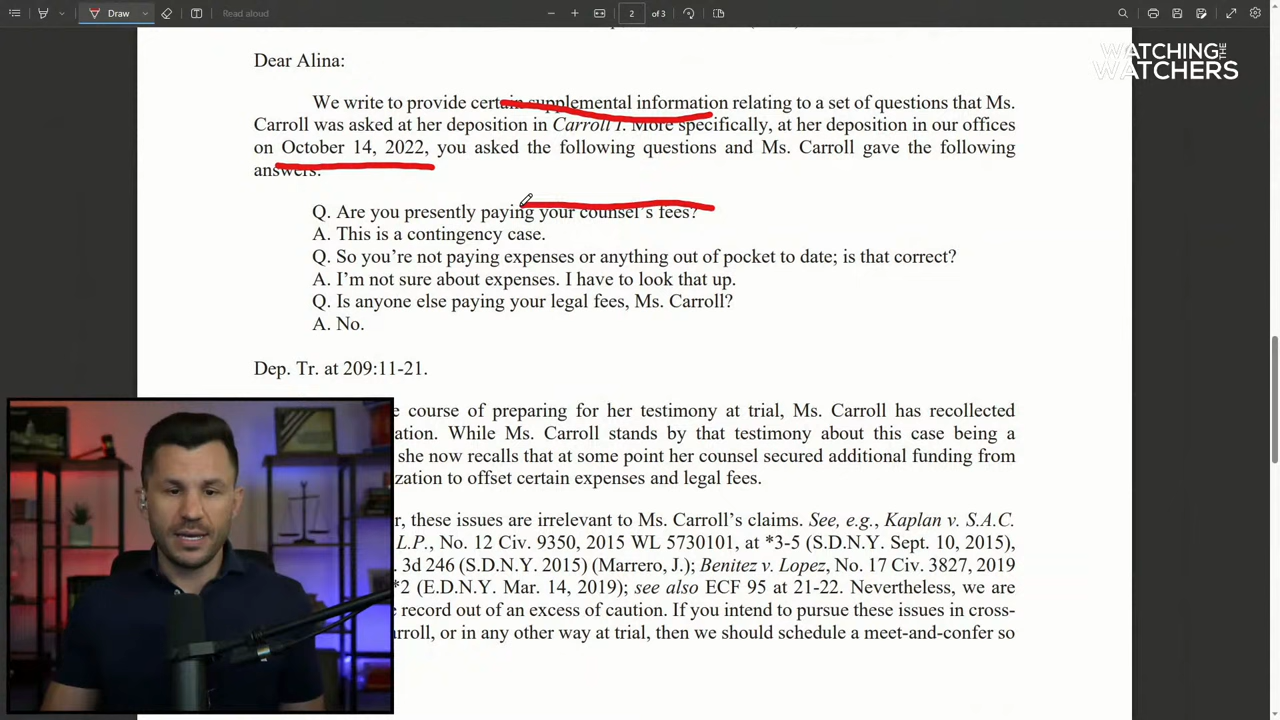 Draw
Read aloud
2 of 3
WATCHING THE WATCHERS
Dear Alina:
We write to provide certain supplemental information relating to a set of questions that Ms.
Carroll was asked at her deposition in Carroll I. More specifically, at her deposition in our offices
on October 14, 2022, you asked the following questions and Ms. Carroll gave the following
answers:
Q. Are you presently paying your counsel's fees?
A. This is a contingency case.
Q. So you're not paying expenses or anything out of pocket to date; is that correct?
A. I'm not sure about expenses. I have to look that up.
Q. Is anyone else paying your legal fees, Ms. Carroll?
A. No.
Dep. Tr. at 209:11-21.
course of preparing for her testimony at trial, Ms. Carroll has recollected
While Ms. Carroll stands by that testimony about this case being a
she now recalls that at some point her counsel secured additional funding from
to offset certain expenses and legal fees.
these issues are irrelevant to Ms. Carroll's claims. See, e.g., Kaplan v. S.A.C.
L.P., No. 12 Civ. 9350, 2015 WL 5730101, at *3-5 (S.D.N.Y. Sept. 10, 2015),
3d 246 (S.D.N.Y. 2015) (Marrero, J.); Benitez v. Lopez, No. 17 Civ. 3827, 2019
*2 (E.D.N.Y. Mar. 14, 2019); see also ECF 95 at 21-22. Nevertheless, we are
record out of an excess of caution. If you intend to pursue these issues in cross-
or in any other way at trial, then we should schedule a meet-and-confer so